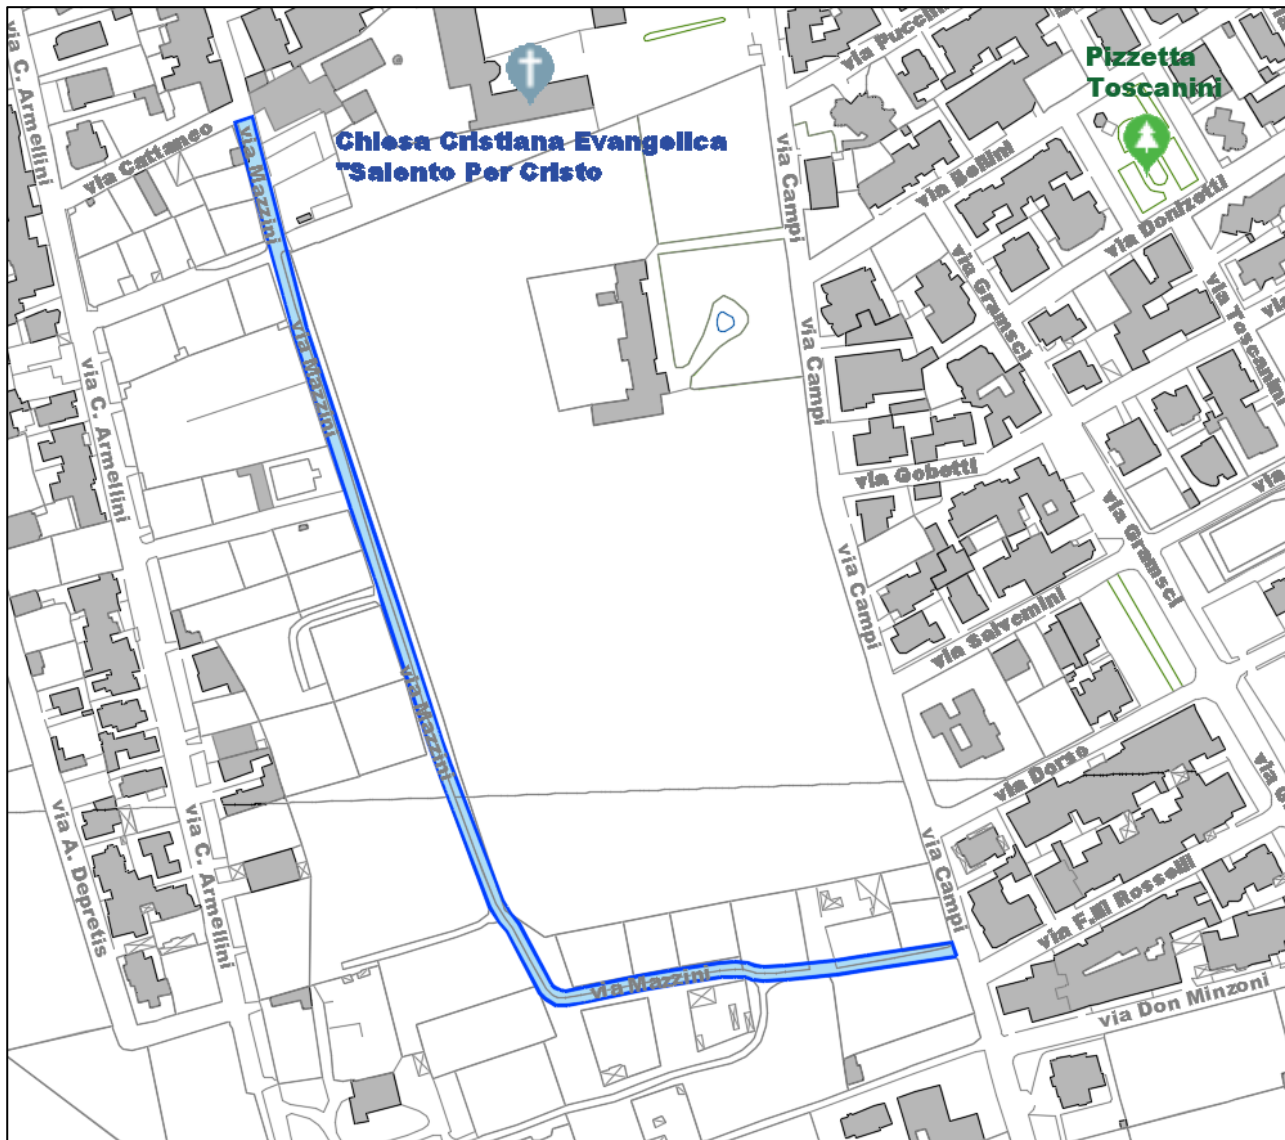 via C. Armellini
via Puccini
Pizzetta
Toscanini
via Cattaneo
via Mazzini
Chiesa Cristiana Evangelica
"Salento Per Cristo
via Campi
via Bellini
via Donizetti
via Gramsci
via Toscanini
via Mazzini
via Campi
via C. Armellini
via Gobetti
via Gramsci
via Campi
via Salvemini
via Mazzini
via Dorso
via A. Depretis
via C. Armellini
via Campi
via F.lli Rosselli
via Mazzini
via Don Minzoni